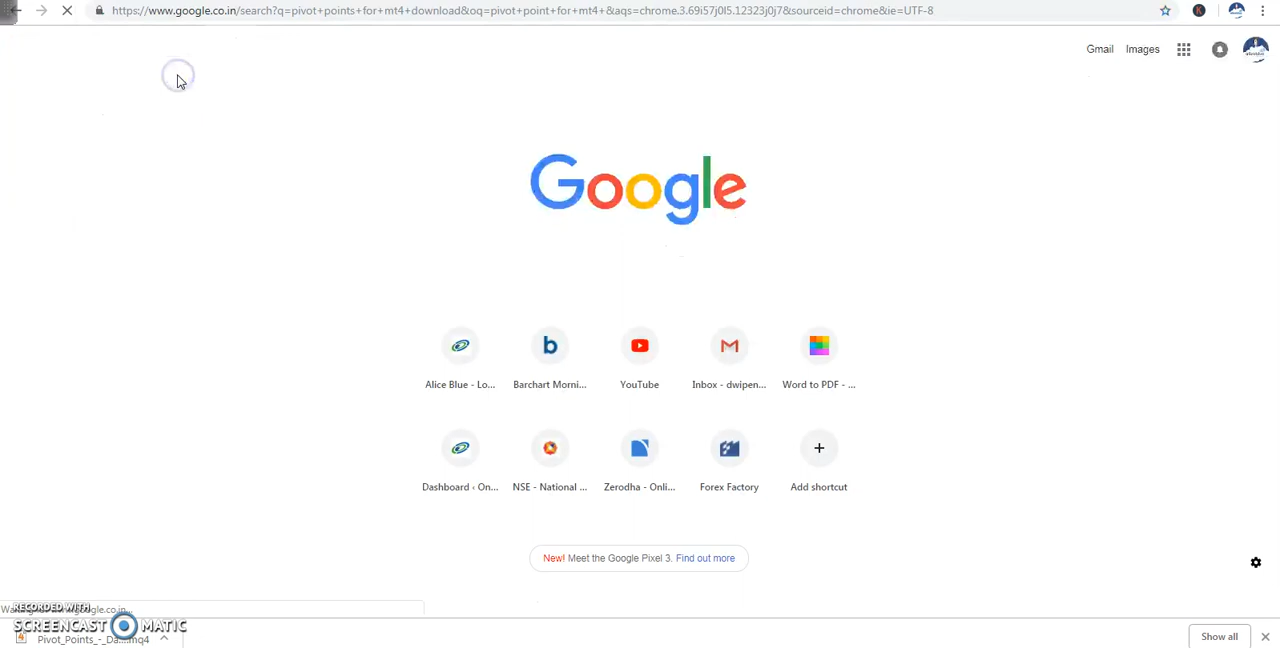 https://www.google.co.in/search?q=pivot+points+for+mt4+download&oq=pivot+point+for+mt4+&aqs=chrome.3.69i57j0l5.12323j0j7&sourceid=chrome&ie=UTF-8
K
Gmail Images
Google
b
Alice Blue - Lo... Barchart Morni... YouTube Inbox - dwipen... Word to PDF - ...
Dashboard ‹ On... NSE - National ... Zerodha - Onli... Forex Factory Add shortcut
New! Meet the Google Pixel 3. Find out more
RECORDED WITH
SCREENCAST MATIC
Pivot_Points_-_Da....mq4
Show all